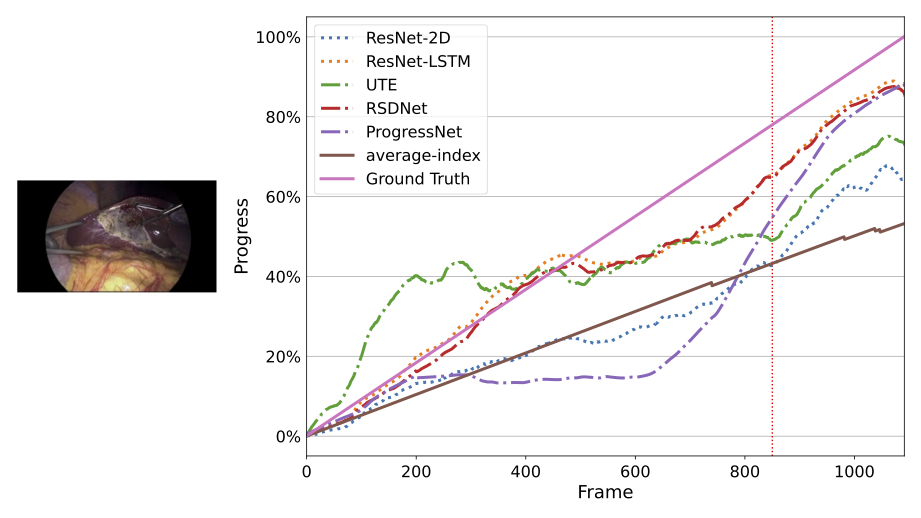 100%
80%
60%
40%
20%
0%
Progress
ResNet-2D
ResNet-LSTM
UTE
RSDNet
ProgressNet
average-index
Ground Truth
0 200 400 600 800 1000
Frame